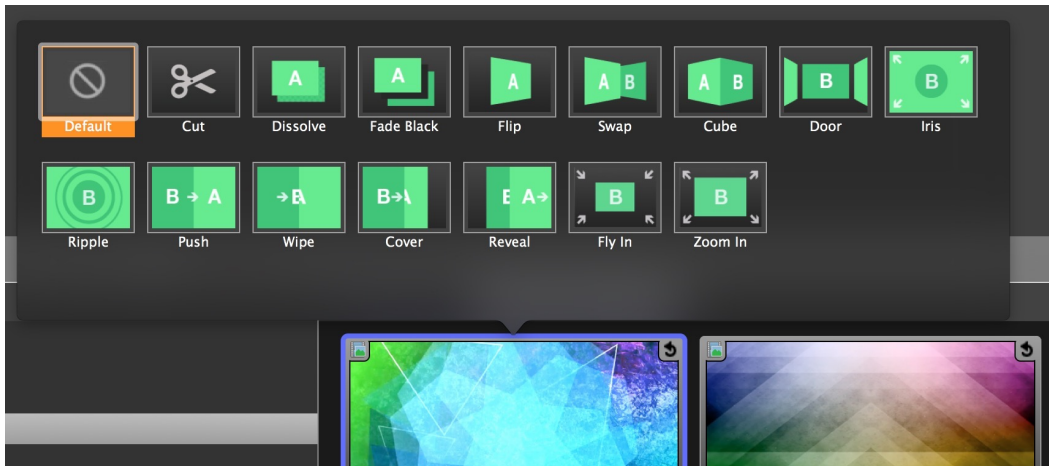 A
A
A
A B
A B
B
B
Default Cut Dissolve Fade Black Flip Swap Cube Door Iris
B
B → A
→ B
B→
B A→
B
B
Ripple Push Wipe Cover Reveal Fly In Zoom In